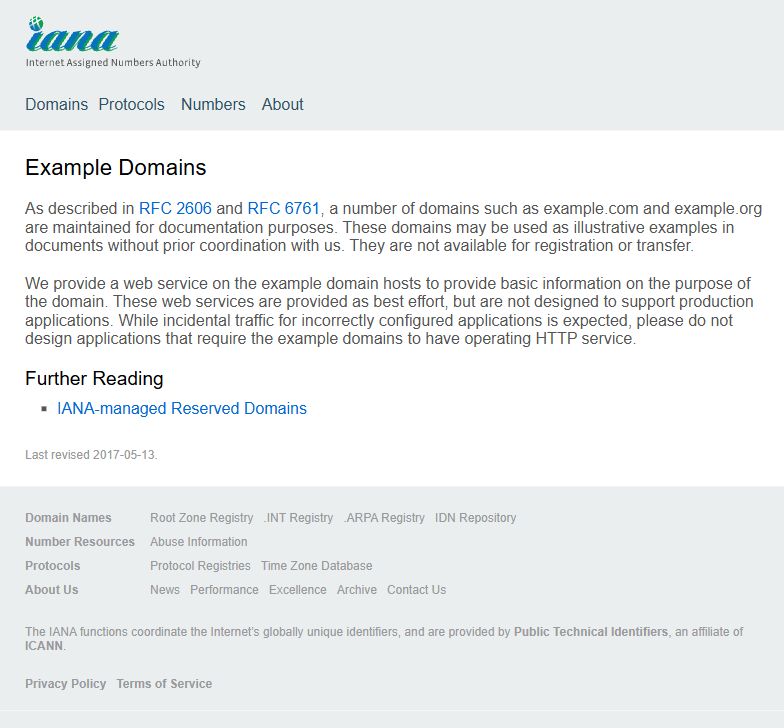 iana
Internet Assigned Numbers Authority
Domains Protocols Numbers About
Example Domains
As described in RFC 2606 and RFC 6761, a number of domains such as example.com and example.org
are maintained for documentation purposes. These domains may be used as illustrative examples in
documents without prior coordination with us. They are not available for registration or transfer.
We provide a web service on the example domain hosts to provide basic information on the purpose of
the domain. These web services are provided as best effort, but are not designed to support production
applications. While incidental traffic for incorrectly configured applications is expected, please do not
design applications that require the example domains to have operating HTTP service.
Further Reading
IANA-managed Reserved Domains
Last revised 2017-05-13.
Domain Names Root Zone Registry .INT Registry .ARPA Registry IDN Repository
Number Resources Abuse Information
Protocols Protocol Registries Time Zone Database
About Us News Performance Excellence Archive Contact Us
The IANA functions coordinate the Internet's globally unique identifiers, and are provided by Public Technical Identifiers, an affiliate of
ICANN.
Privacy Policy Terms of Service